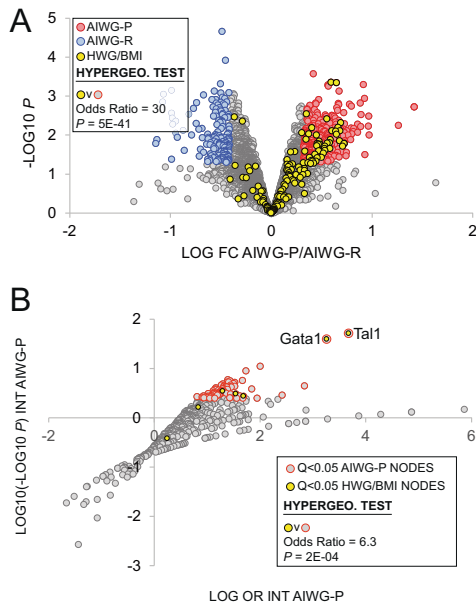 A
5
4
3
2
1
0
-LOG10 P
-2
-1
0
1
2
LOG FC AIWG-P/AIWG-R
AIWG-P
AIWG-R
HWG/BMI
HYPERGEO. TEST
v
Odds Ratio = 30
P = 5E-41
B
2
1
0
-1
-2
-3
LOG10(-LOG10 P) INT AIWG-P
-2
0
2
4
6
LOG OR INT AIWG-P
Gata1
Tal1
Q<0.05 AIWG-P NODES
Q<0.05 HWG/BMI NODES
HYPERGEO. TEST
v
Odds Ratio = 6.3
P = 2E-04